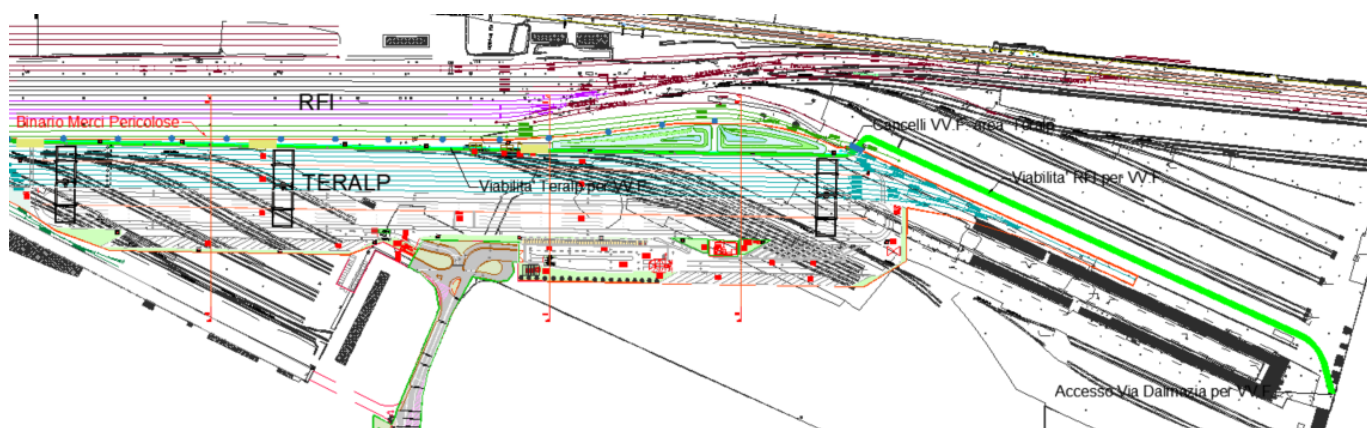 RFI
Binario Merci Pericolose
Cancelli VV.F. area Teralp
TERALP
Viabilita' Teralp per VV.F.
Viabilita' RFI per VV.F.
Accesso Via Dalmazia per VV.F.